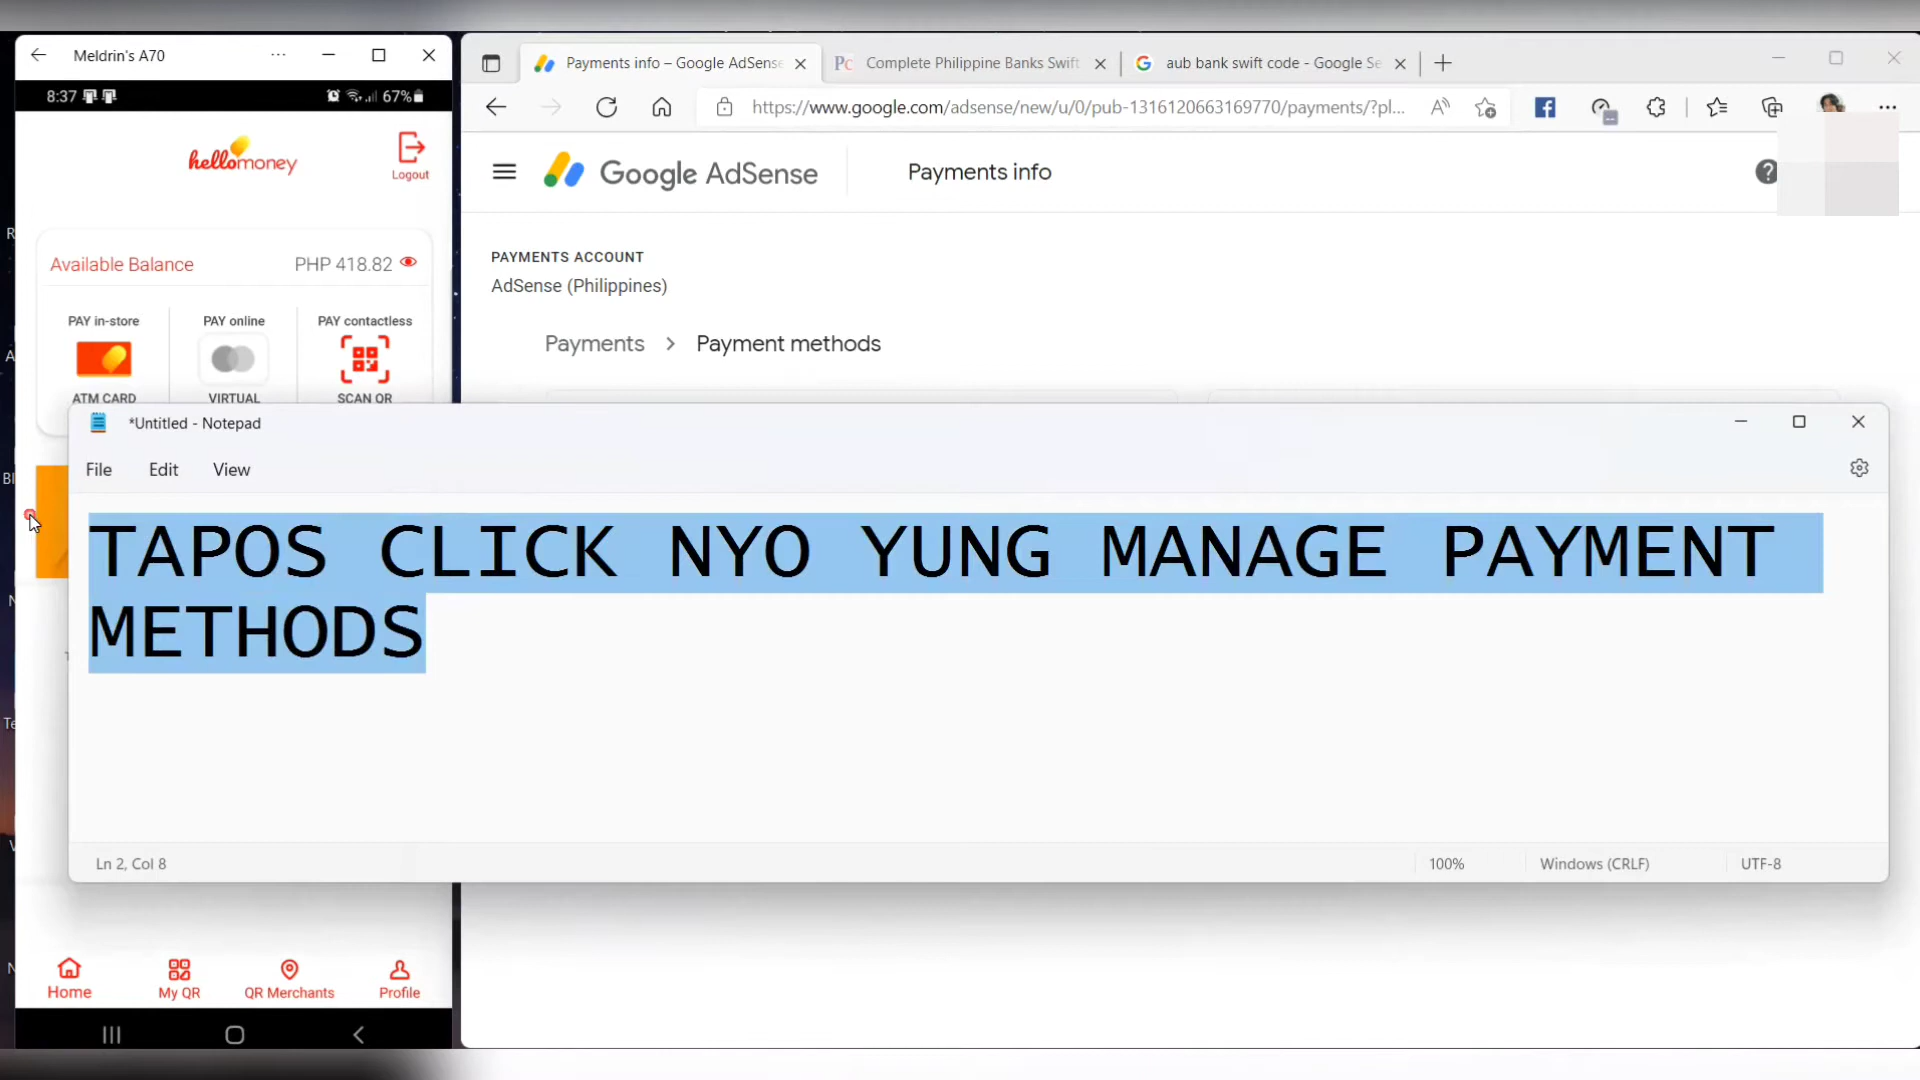 Meldrin's A70
8:37
67%
hellomoney
Logout
Available Balance
PHP 418.82
PAY in-store
PAY online
PAY contactless
ATM CARD
VIRTUAL
SCAN QR
Home
My QR
QR Merchants
Profile
Payments info – Google AdSense
Complete Philippine Banks Swift
aub bank swift code - Google Se
https://www.google.com/adsense/new/u/0/pub-1316120663169770/payments/?pl...
Google AdSense
Payments info
PAYMENTS ACCOUNT
AdSense (Philippines)
Payments > Payment methods
*Untitled - Notepad
File
Edit
View
TAPOS CLICK NYO YUNG MANAGE PAYMENT
METHODS
Ln 2, Col 8
100%
Windows (CRLF)
UTF-8